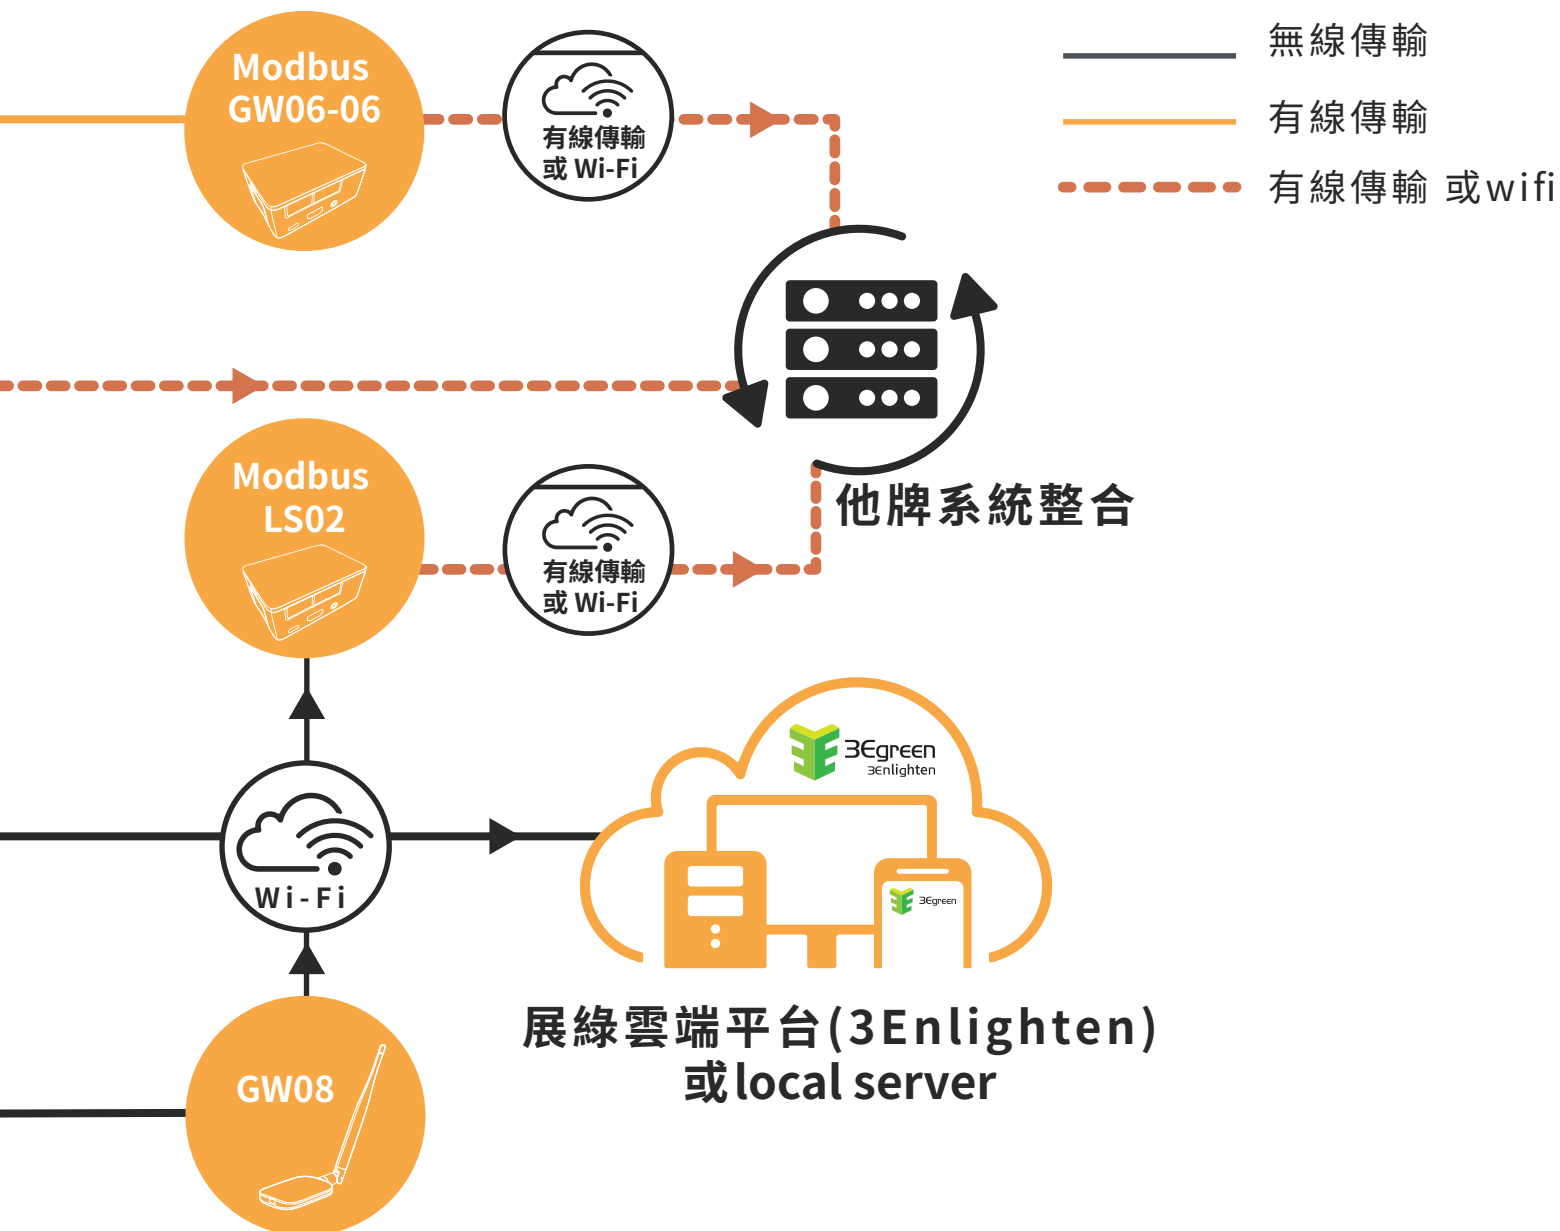 Modbus
GW06-06
有線傳輸
或 Wi-Fi
無線傳輸
有線傳輸
有線傳輸 或wifi
Modbus
LS02
有線傳輸
或 Wi-Fi
他牌系統整合
Wi-Fi
3Egreen
3Enlighten
3Egreen
展綠雲端平台(3Enlighten)
或local server
GW08